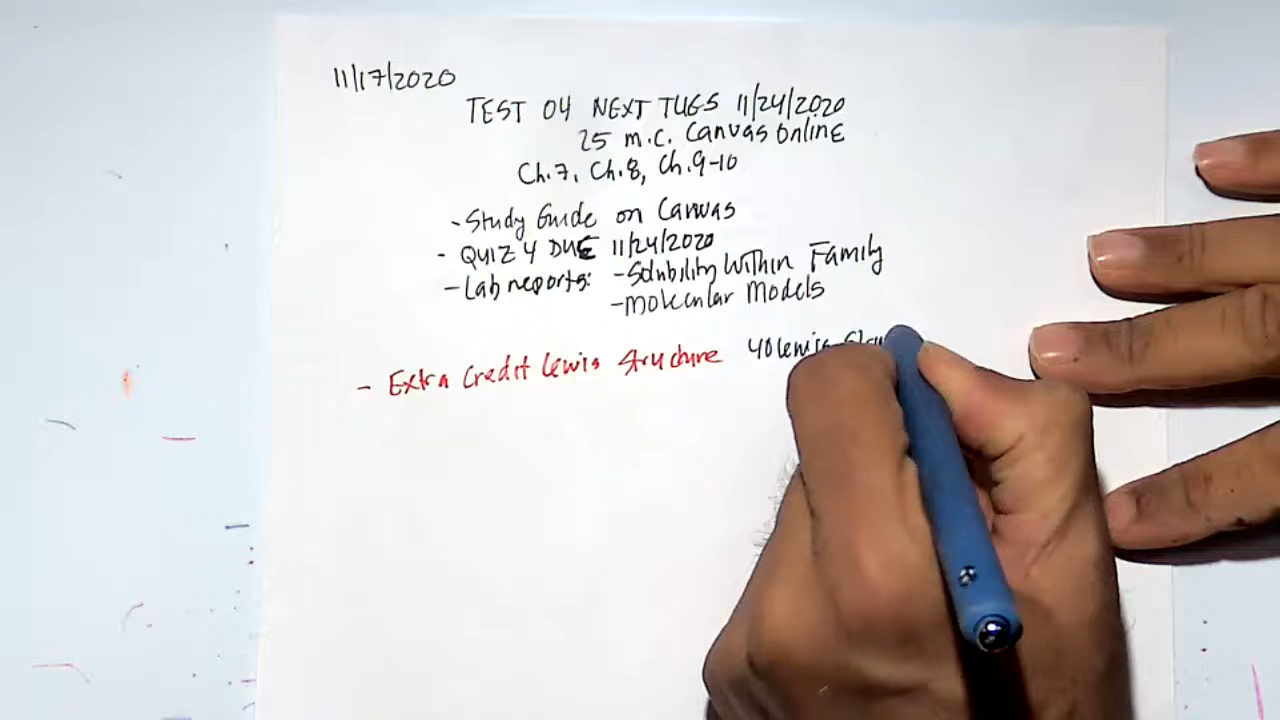 11/17/2020
TEST 04 NEXT TUES 11/24/2020
25 m.c. Canvas Online
Ch.7, Ch.8, Ch.9-10
- Study Guide on Canvas
- QUIZ 4 DUE 11/24/2020
- Lab reports: - Solubility Within Family
- Molecular Models
- Extra Credit Lewis Structure 40 Lewis